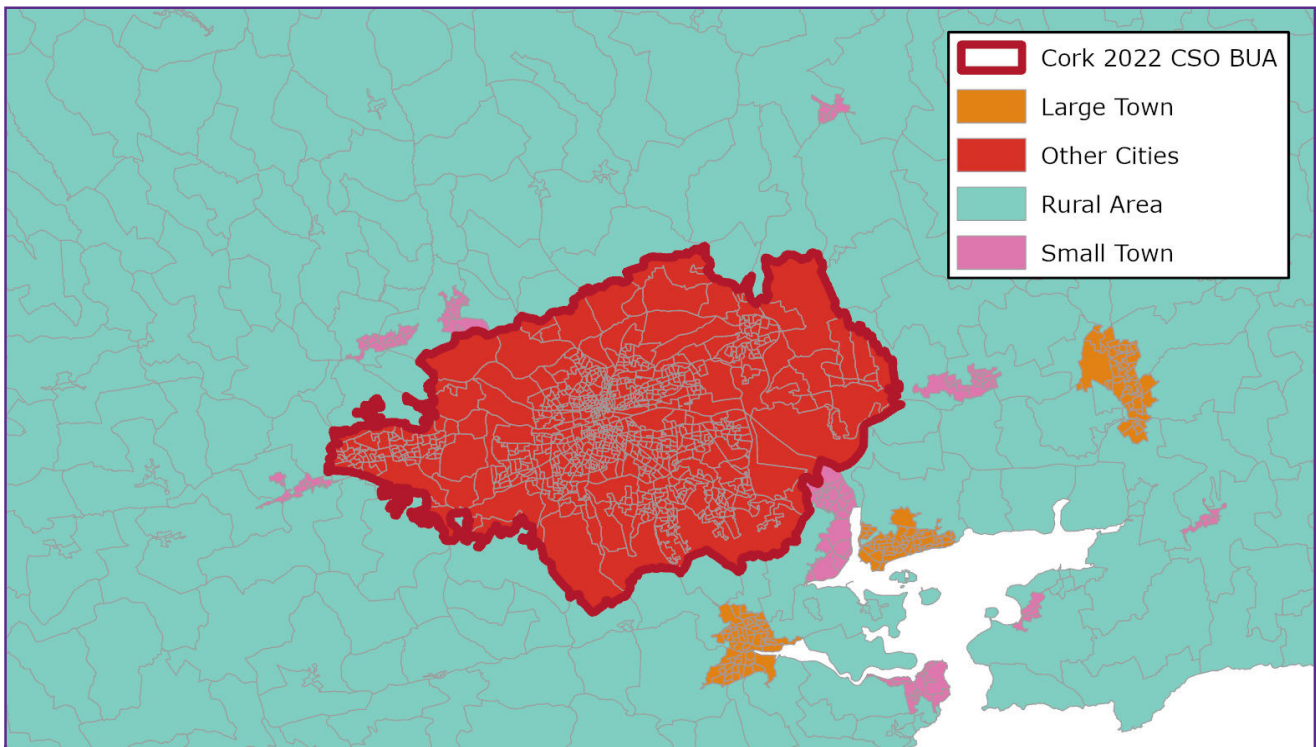 Cork 2022 CSO BUA
Large Town
Other Cities
Rural Area
Small Town